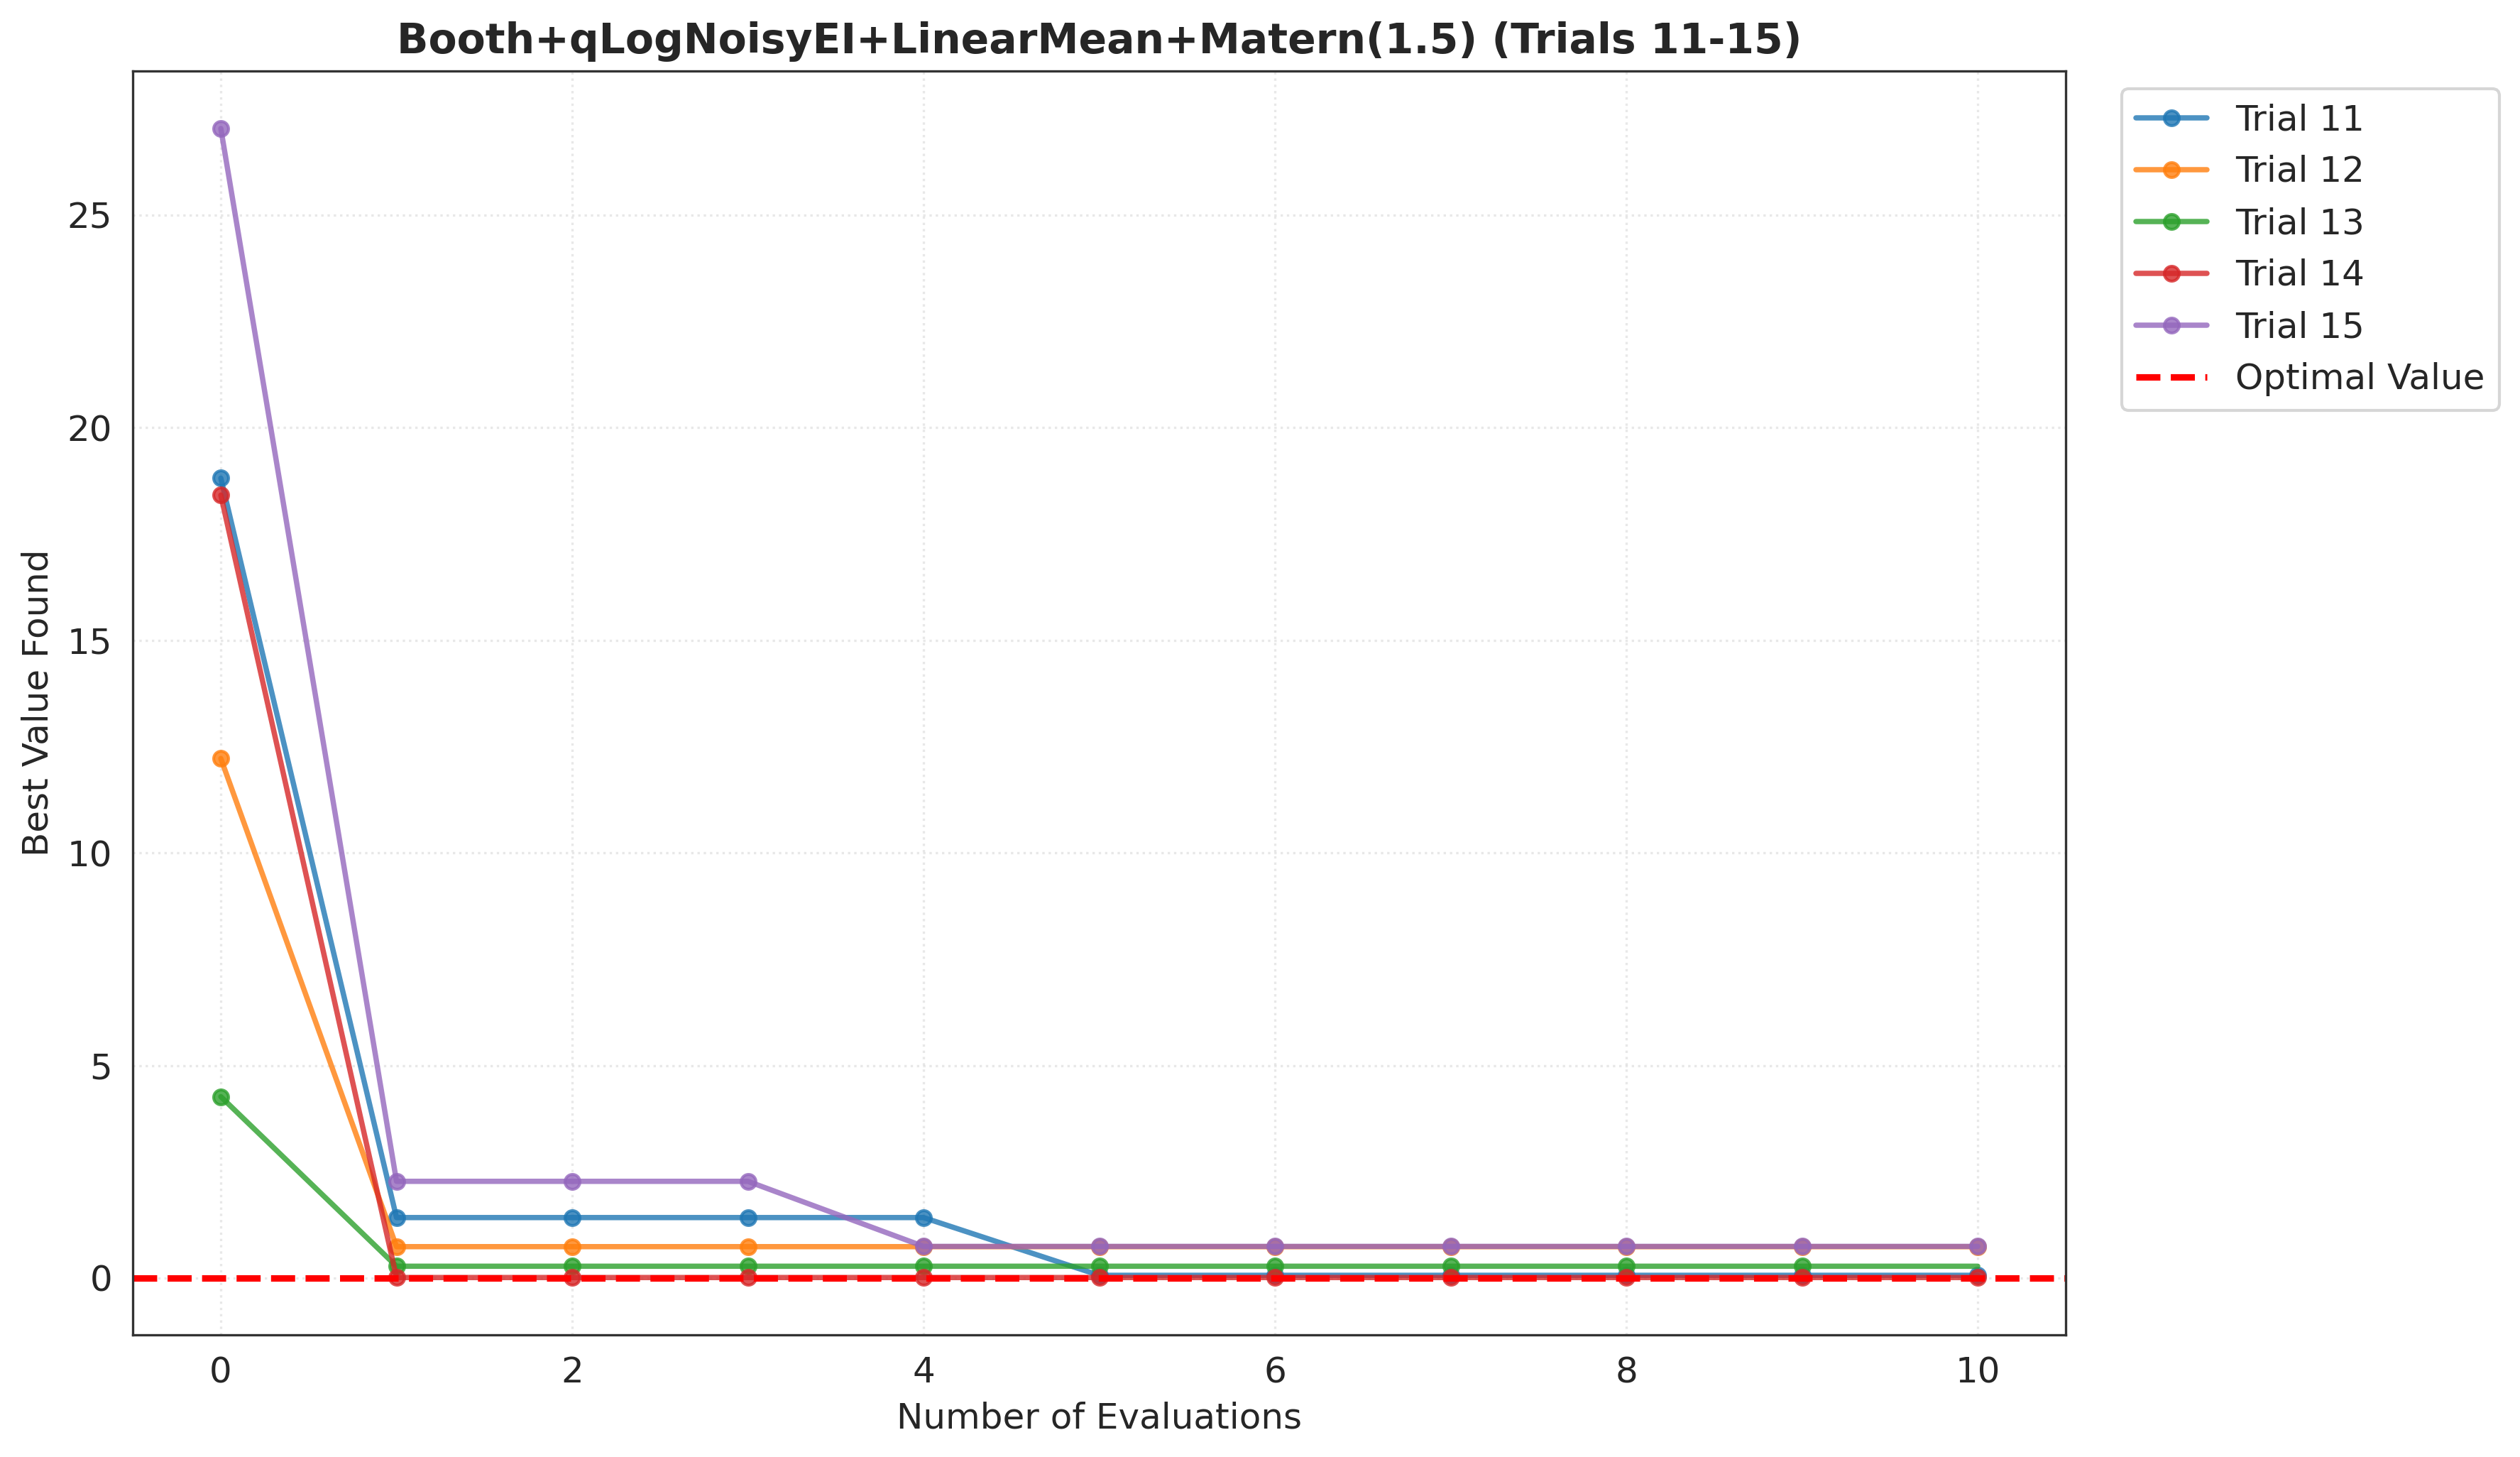 Booth+qLogNoisyEI+LinearMean+Matern(1.5) (Trials 11-15)
Trial 11
Trial 12
Trial 13
Trial 14
Trial 15
Optimal Value
Best Value Found
25
20
15
10
5
0
0 2 4 6 8 10
Number of Evaluations